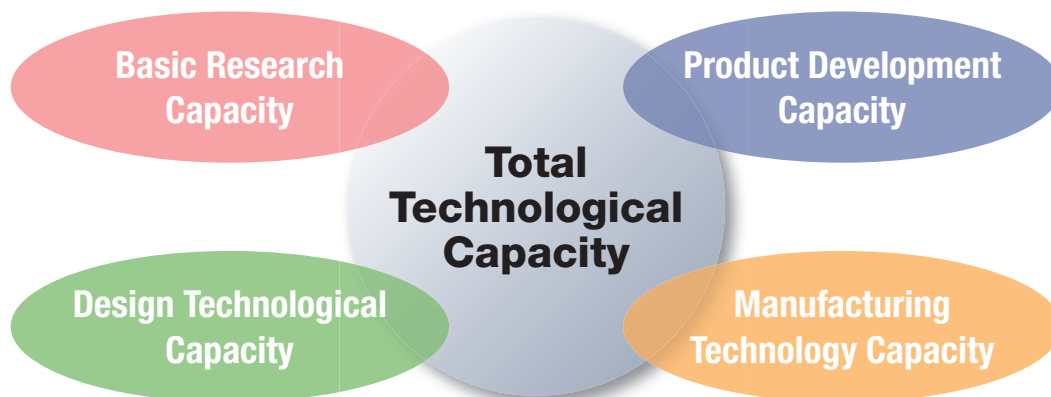 Basic Research
Capacity
Product Development
Capacity
Total
Technological
Capacity
Design Technological
Capacity
Manufacturing
Technology Capacity